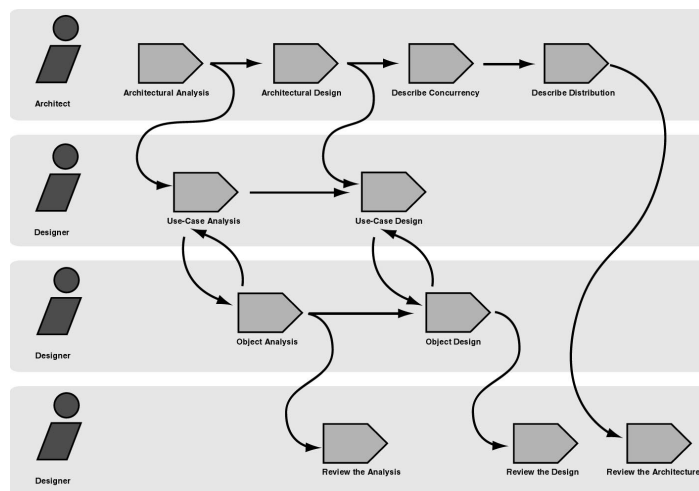 Architect
Architectural Analysis
Architectural Design
Describe Concurrency
Describe Distribution
Designer
Use-Case Analysis
Use-Case Design
Designer
Object Analysis
Object Design
Designer
Review the Analysis
Review the Design
Review the Architecture